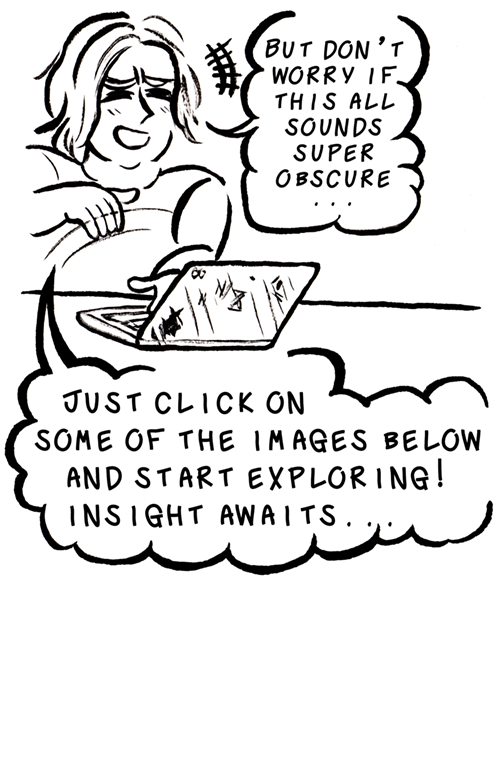 BUT DON'T
WORRY IF
THIS ALL
SOUNDS
SUPER
OBSCURE
...
JUST CLICK ON
SOME OF THE IMAGES BELOW
AND START EXPLORING!
INSIGHT AWAITS...